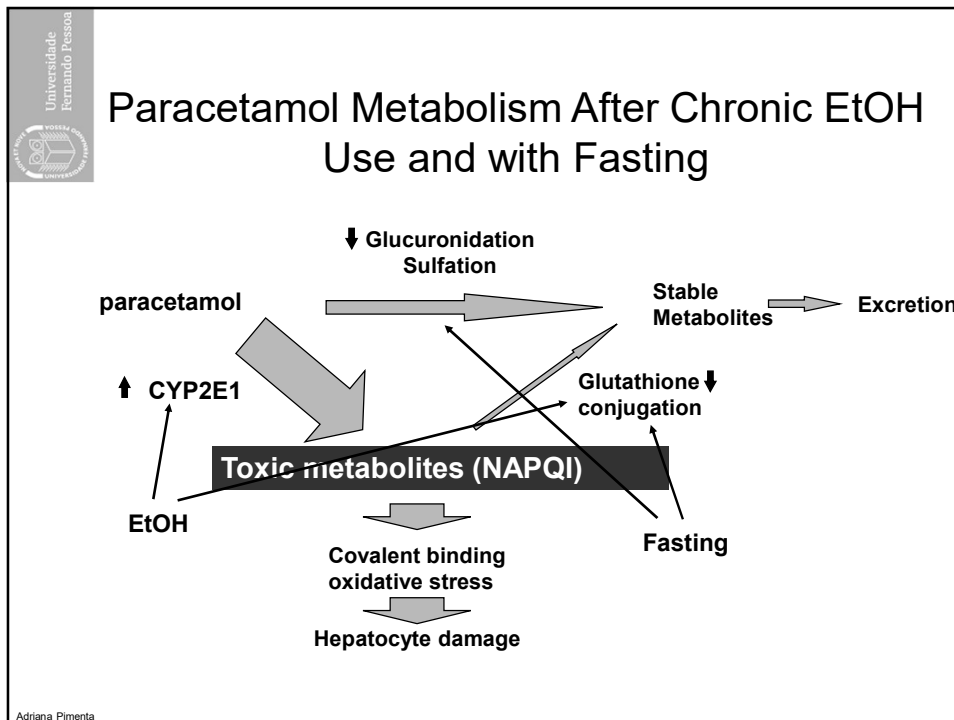 Universidade
Fernando Pessoa
Paracetamol Metabolism After Chronic EtOH
Use and with Fasting
Glucuronidation
Sulfation
paracetamol
Stable
Metabolites
Excretion
CYP2E1
Glutathione
conjugation
Toxic metabolites (NAPQI)
EtOH
Fasting
Covalent binding
oxidative stress
Hepatocyte damage
Adriana Pimenta